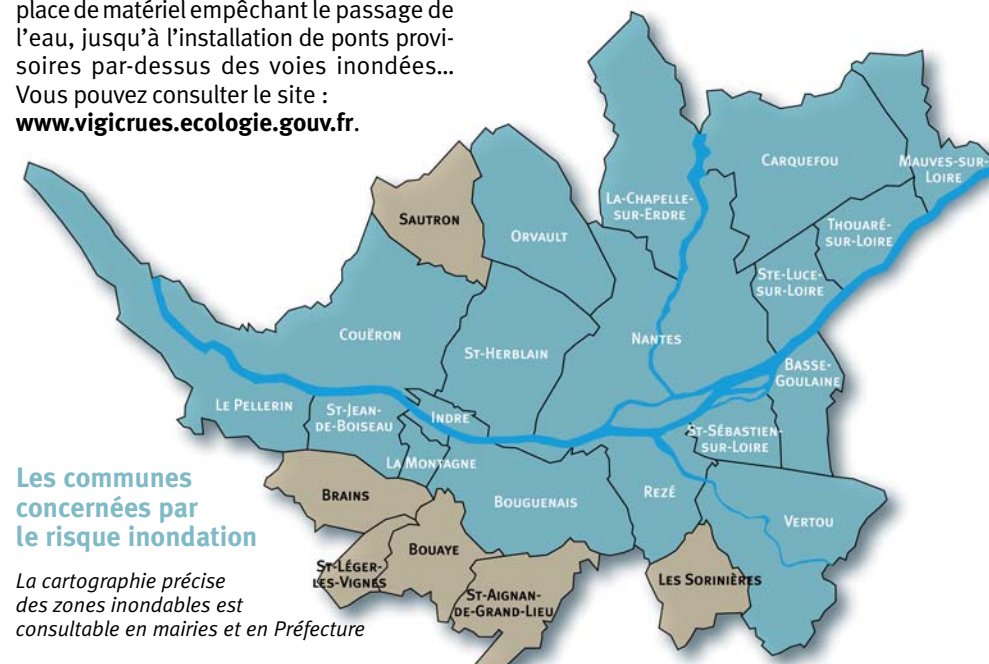 place de matériel empêchant le passage de
l’eau, jusqu’à l’installation de ponts provi-
soires par-dessus des voies inondées...
Vous pouvez consulter le site :
www.vigicrues.ecologie.gouv.fr.
CARQUEFOU
MAUVES-SUR-
LOIRE
LA-CHAPELLE-
SUR-ERDRE
SAUTRON
ORVAULT
THOUARÉ-
SUR-LOIRE
STE-LUCE-
SUR-LOIRE
COUËRON
ST-HERBLAIN
NANTES
BASSE-
GOULAINE
LE PELLERIN
ST-JEAN-
DE-BOISEAU
INDRE
ST-SÉBASTIEN-
SUR-LOIRE
LA MONTAGNE
BRAINS
BOUGUENAIS
REZÉ
VERTOU
BOUAYE
ST-LÉGER-
LES-VIGNES
ST-AIGNAN-
DE-GRAND-LIEU
LES SORINIÈRES
Les communes
concernées par
le risque inondation
La cartographie précise
des zones inondables est
consultable en mairies et en Préfecture